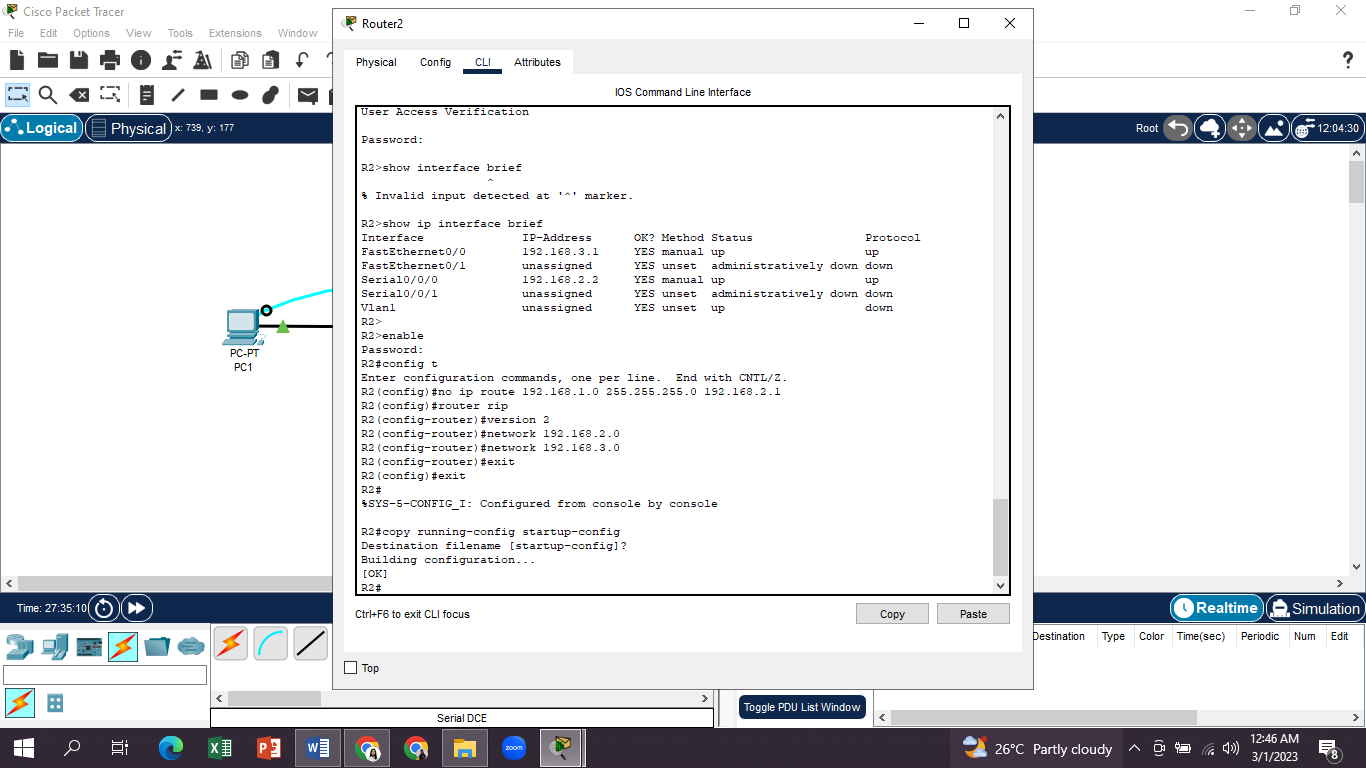 Cisco Packet Tracer
File Edit Options View Tools Extensions Window
Logical Physical x: 739, y: 177
PC-PT
PC1
Router2
Physical Config CLI Attributes
IOS Command Line Interface
User Access Verification
Password:
R2>show interface brief
^
% Invalid input detected at '^' marker.
R2>show ip interface brief
Interface IP-Address OK? Method Status Protocol
FastEthernet0/0 192.168.3.1 YES manual up up
FastEthernet0/1 unassigned YES unset administratively down down
Serial0/0/0 192.168.2.2 YES manual up up
Serial0/0/1 unassigned YES unset administratively down down
Vlan1 unassigned YES unset up down
R2>
R2>enable
Password:
R2#config t
Enter configuration commands, one per line. End with CNTL/Z.
R2(config)#no ip route 192.168.1.0 255.255.255.0 192.168.2.1
R2(config)#router rip
R2(config-router)#version 2
R2(config-router)#network 192.168.2.0
R2(config-router)#network 192.168.3.0
R2(config-router)#exit
R2(config)#exit
R2#
%SYS-5-CONFIG_I: Configured from console by console
R2#copy running-config startup-config
Destination filename [startup-config]?
Building configuration...
[OK]
R2#
Ctrl+F6 to exit CLI focus
Copy Paste
Top
Root 12:04:30
Time: 27:35:10
Realtime Simulation
Destination Type Color Time(sec) Periodic Num Edit
Toggle PDU List Window
Serial DCE
zoom
26°C Partly cloudy
12:46 AM
3/1/2023
8